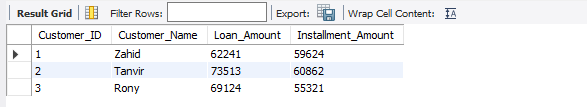 Result Grid Filter Rows: Export: Wrap Cell Content:
Customer_ID Customer_Name Loan_Amount Installment_Amount
1 Zahid 62241 59624
2 Tanvir 73513 60862
3 Rony 69124 55321